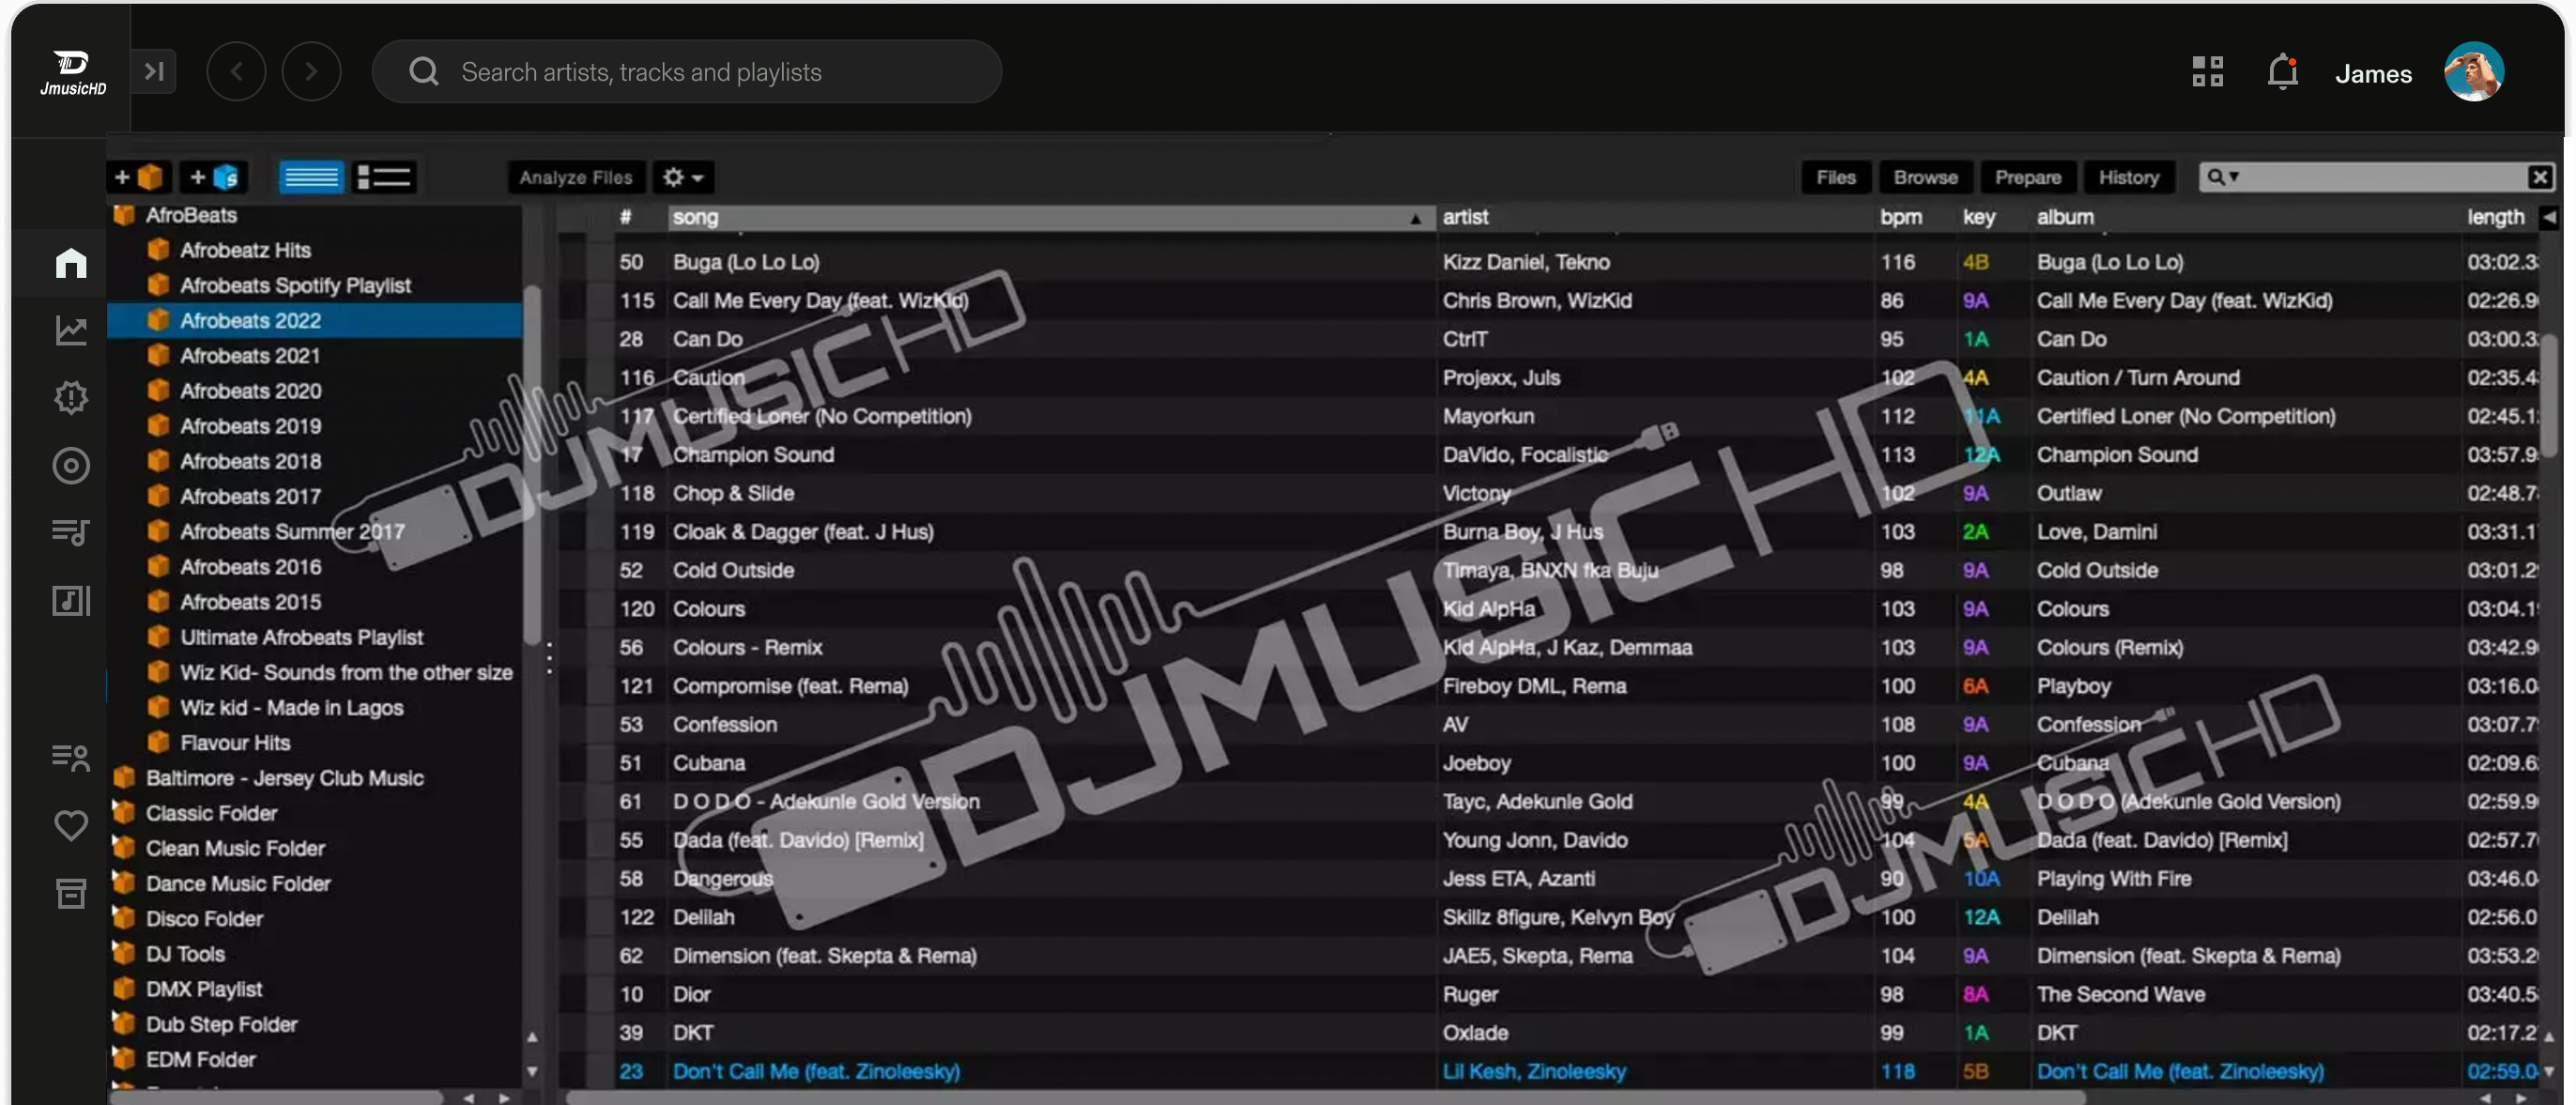 JmusicHD
Search artists, tracks and playlists
James
Analyze Files
Files Browse Prepare History
AfroBeats
Afrobeatz Hits
Afrobeats Spotify Playlist
Afrobeats 2022
Afrobeats 2021
Afrobeats 2020
Afrobeats 2019
Afrobeats 2018
Afrobeats 2017
Afrobeats Summer 2017
Afrobeats 2016
Afrobeats 2015
Ultimate Afrobeats Playlist
Wiz Kid- Sounds from the other size
Wiz kid - Made in Lagos
Flavour Hits
Baltimore - Jersey Club Music
Classic Folder
Clean Music Folder
Dance Music Folder
Disco Folder
DJ Tools
DMX Playlist
Dub Step Folder
EDM Folder
# song artist bpm key album length
50 Buga (Lo Lo Lo) Kizz Daniel, Tekno 116 4B Buga (Lo Lo Lo) 03:02.3
115 Call Me Every Day (feat. WizKid) Chris Brown, WizKid 86 9A Call Me Every Day (feat. WizKid) 02:26.9
28 Can Do CtrlT 95 1A Can Do 03:00.3
116 Caution Projexx, Juls 102 4A Caution / Turn Around 02:35.4
117 Certified Loner (No Competition) Mayorkun 112 11A Certified Loner (No Competition) 02:45.1
17 Champion Sound DaVido, Focalistic 113 12A Champion Sound 03:57.9
118 Chop & Slide Victony 102 9A Outlaw 02:48.7
119 Cloak & Dagger (feat. J Hus) Burna Boy, J Hus 103 2A Love, Damini 03:31.1
52 Cold Outside Timaya, BNXN fka Buju 98 9A Cold Outside 03:01.2
120 Colours Kid AlpHa 103 9A Colours 03:04.1
56 Colours - Remix Kid AlpHa, J Kaz, Demmaa 103 9A Colours (Remix) 03:42.9
121 Compromise (feat. Rema) Fireboy DML, Rema 100 6A Playboy 03:16.0
53 Confession AV 108 9A Confession 03:07.7
51 Cubana Joeboy 100 9A Cubana 02:09.6
61 D O D O - Adekunle Gold Version Tayc, Adekunle Gold 99 4A D O D O (Adekunle Gold Version) 02:59.9
55 Dada (feat. Davido) [Remix] Young Jonn, Davido 104 5A Dada (feat. Davido) [Remix] 02:57.7
58 Dangerous Jess ETA, Azanti 90 10A Playing With Fire 03:46.0
122 Delilah Skillz 8figure, Kelvyn Boy 100 12A Delilah 02:56.0
62 Dimension (feat. Skepta & Rema) JAE5, Skepta, Rema 104 9A Dimension (feat. Skepta & Rema) 03:53.2
10 Dior Ruger 98 8A The Second Wave 03:40.5
39 DKT Oxlade 99 1A DKT 02:17.2
23 Don't Call Me (feat. Zinoleesky) Lil Kesh, Zinoleesky 118 5B Don't Call Me (feat. Zinoleesky) 02:59.0
DJMUSICHD
DJMUSICHD
DJMUSICHD